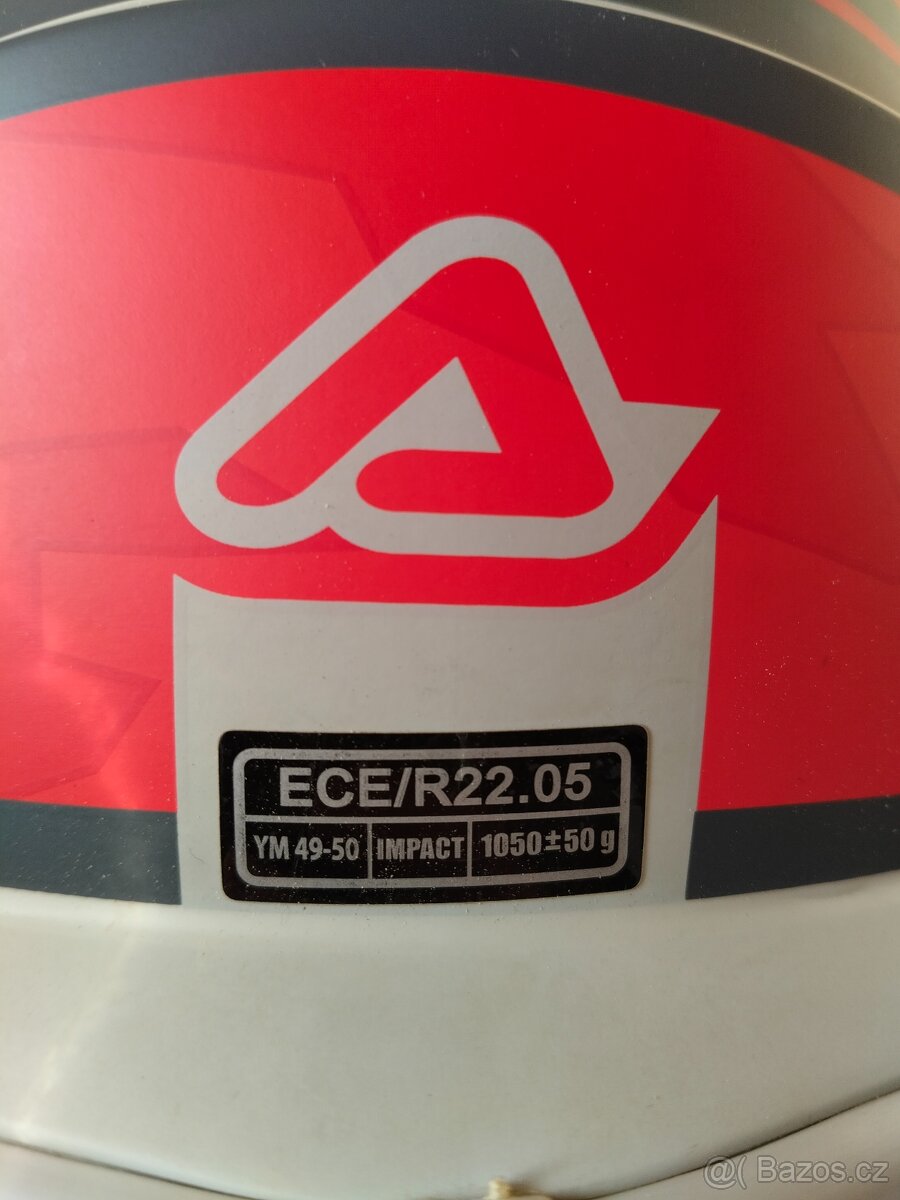 ECE/R22.05
YM 49-50 IMPACT 1050±50 g
@( Bazos.cz